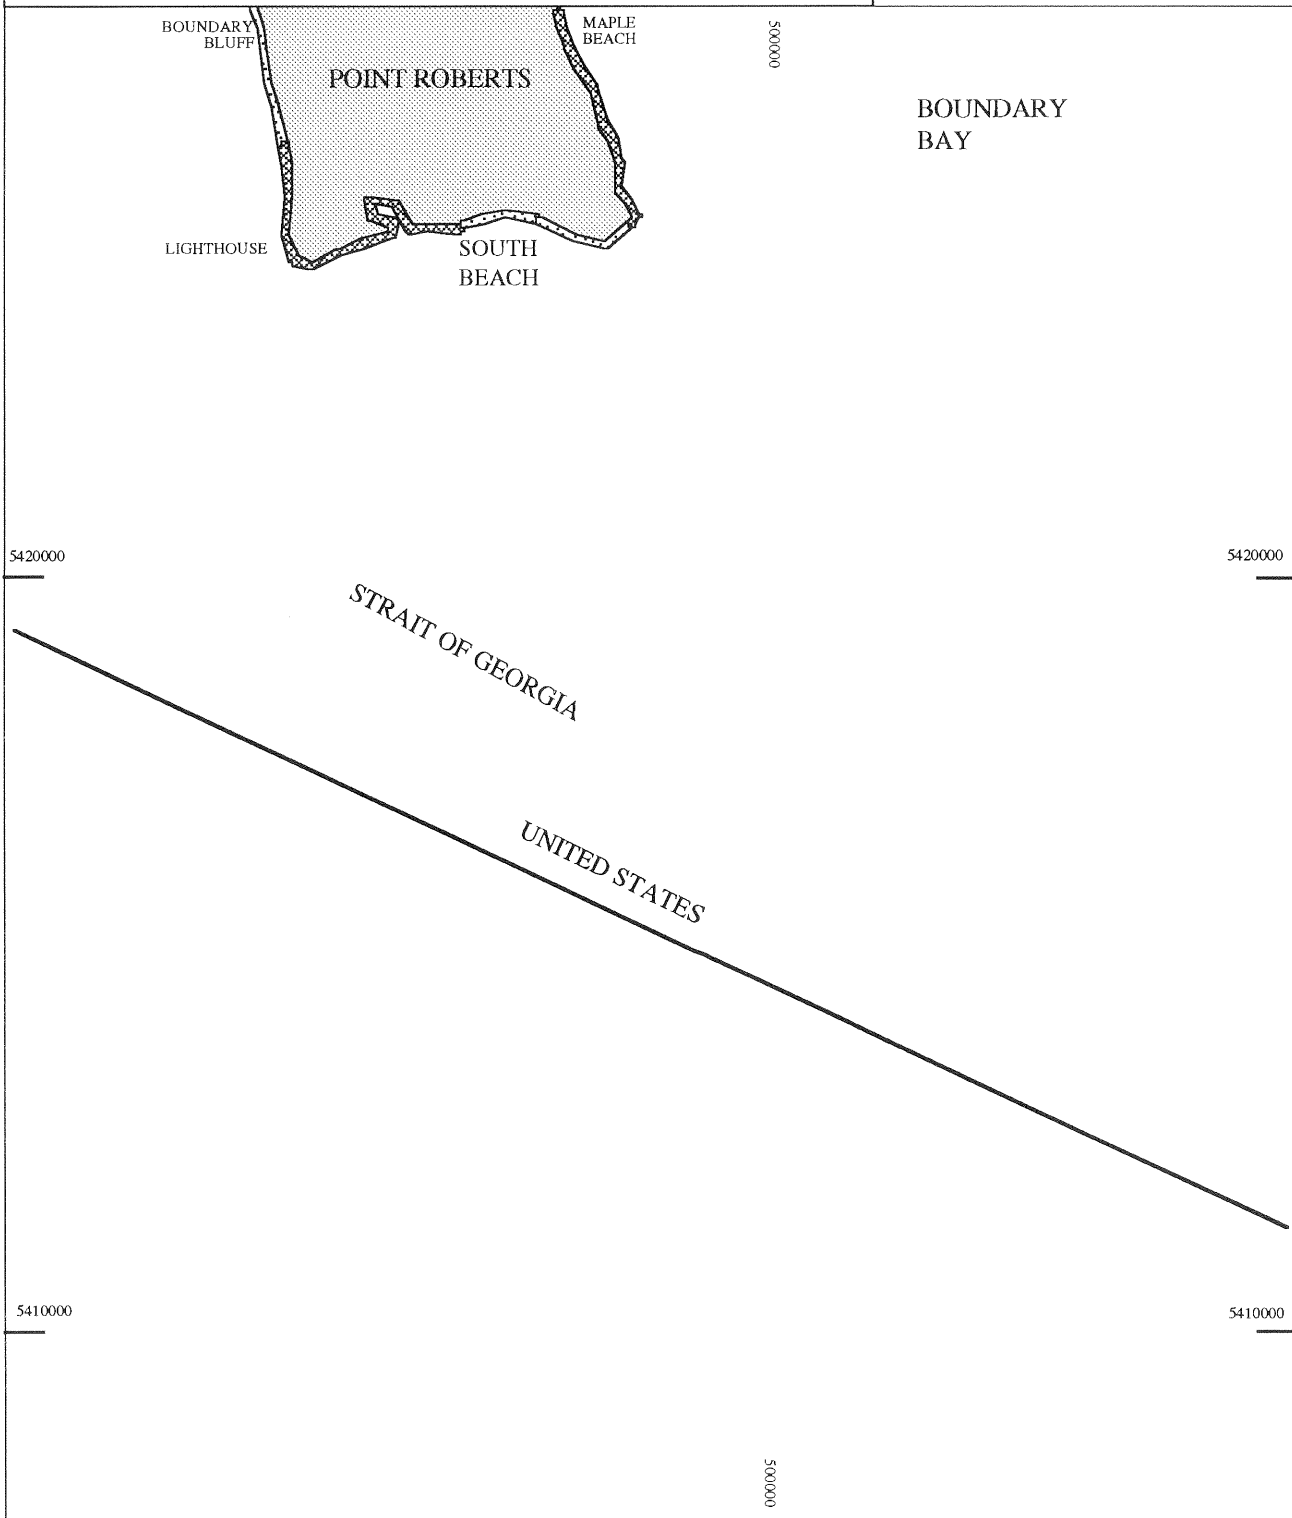 BOUNDARY
BLUFF
MAPLE
BEACH
500000
POINT ROBERTS
BOUNDARY
BAY
LIGHTHOUSE
SOUTH
BEACH
5420000
5420000
STRAIT OF GEORGIA
UNITED STATES
5410000
5410000
500000